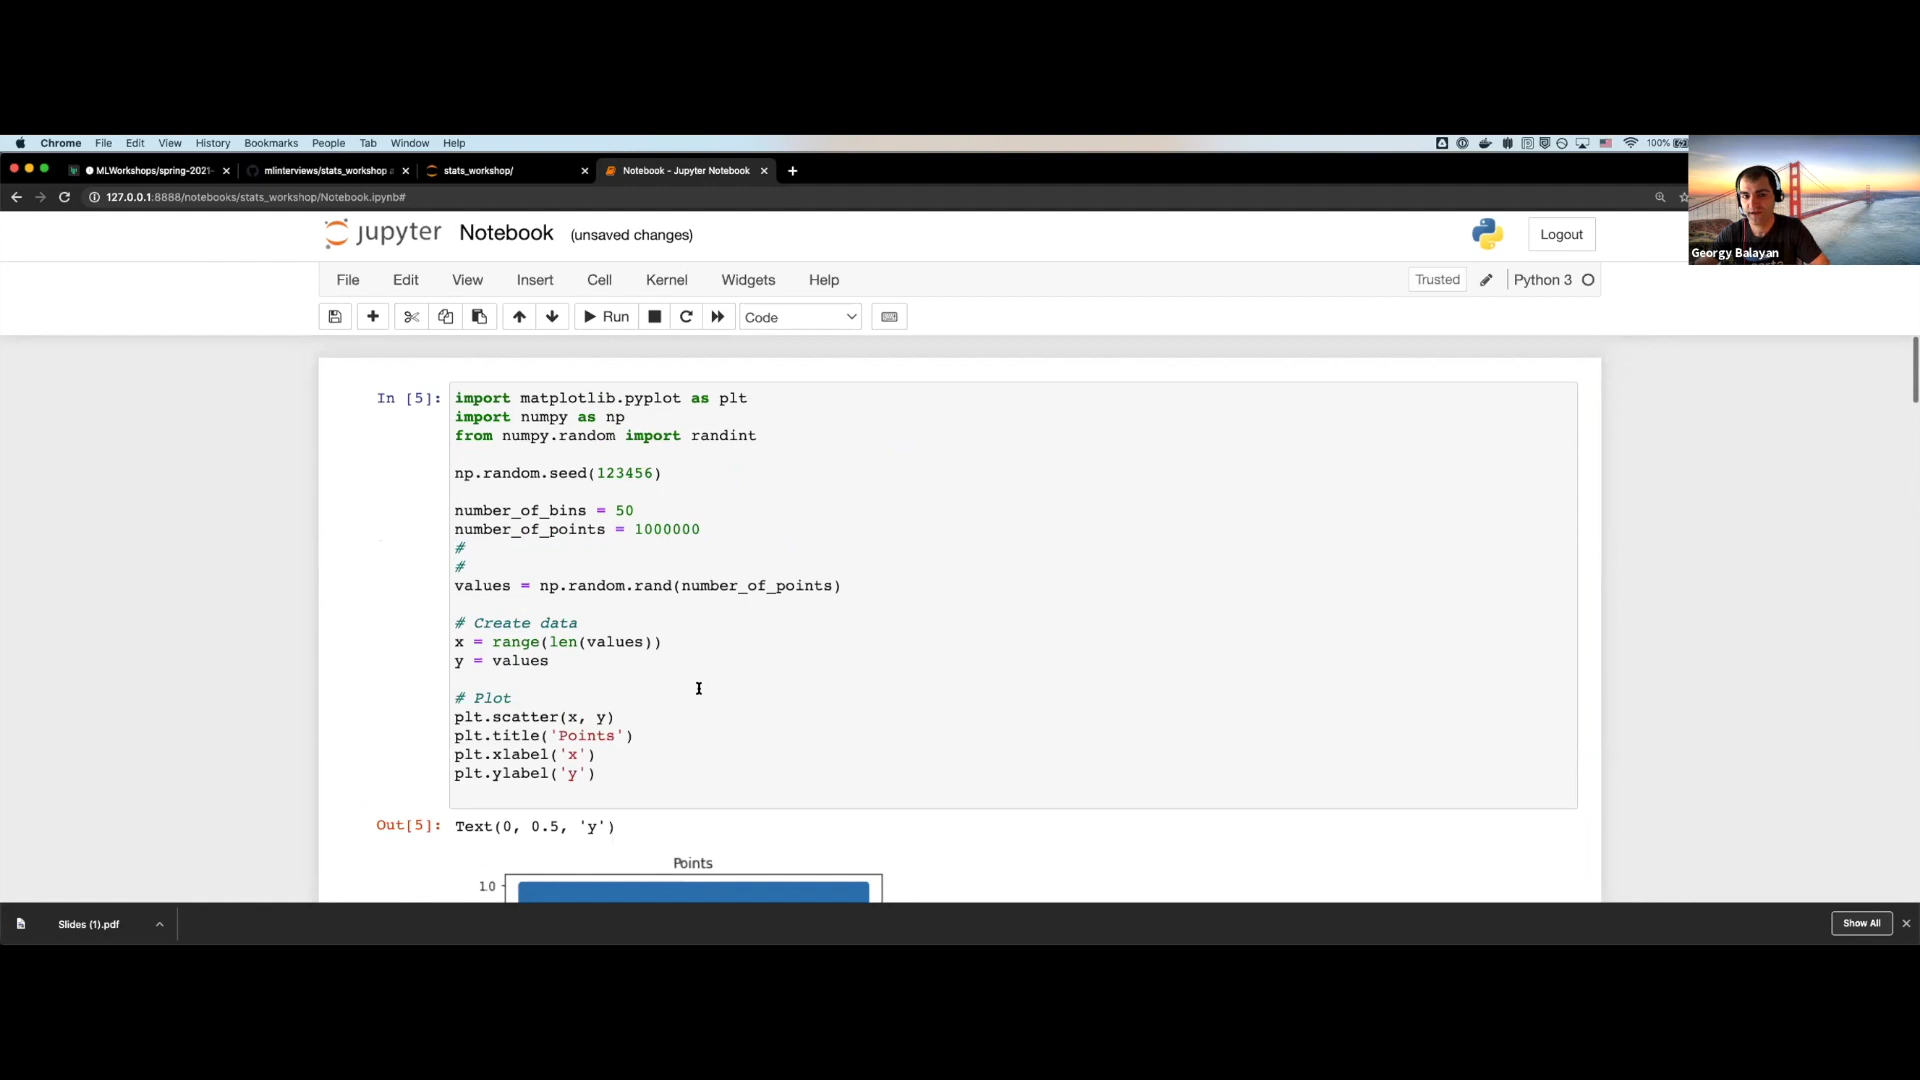 Chrome File Edit View History Bookmarks People Tab Window Help 100%
MLWorkshops/spring-2021- mlinterviews/stats_workshop a stats_workshop/ Notebook - Jupyter Notebook
127.0.0.1:8888/notebooks/stats_workshop/Notebook.ipynb#
Georgy Balayan
jupyter Notebook (unsaved changes) Logout
File Edit View Insert Cell Kernel Widgets Help Trusted Python 3
Run Code
In [5]: import matplotlib.pyplot as plt
import numpy as np
from numpy.random import randint
np.random.seed(123456)
number_of_bins = 50
number_of_points = 1000000
#
#
values = np.random.rand(number_of_points)
# Create data
x = range(len(values))
y = values
# Plot
plt.scatter(x, y)
plt.title('Points')
plt.xlabel('x')
plt.ylabel('y')
Out[5]: Text(0, 0.5, 'y')
Points
1.0
Slides (1).pdf Show All